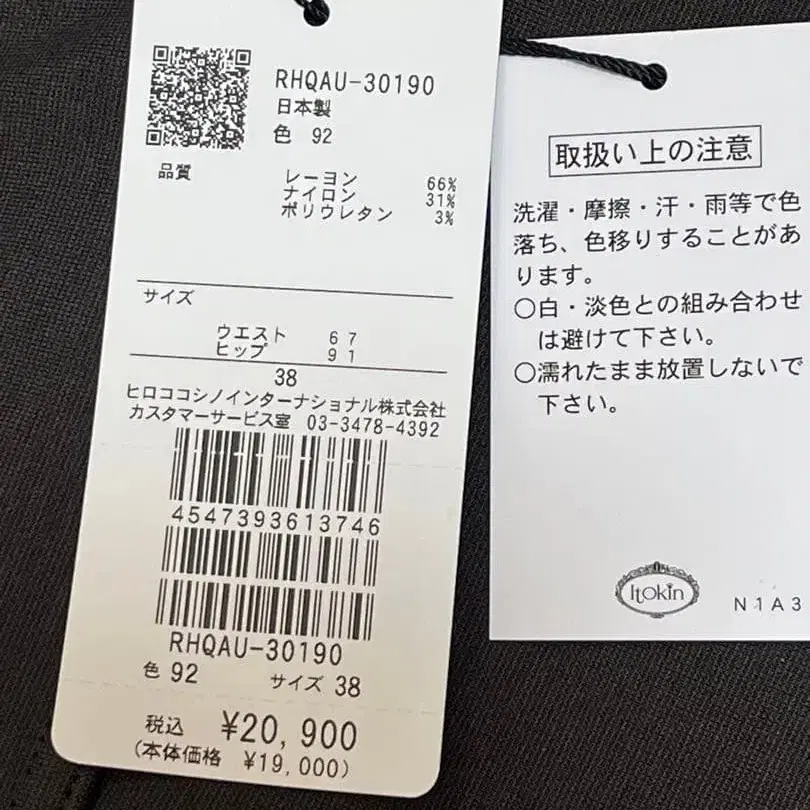 RHQAU-30190
日本製
色 92
品質
レーヨン 66%
ナイロン 31%
ポリウレタン 3%
サイズ
ウエスト 67
ヒップ 91
38
ヒロココシノインターナショナル株式会社
カスタマーサービス室 03-3478-4392
4547393613746
RHQAU-30190
色 92 サイズ 38
税込 ¥20,900
(本体価格 ¥19,000)
取扱い上の注意
洗濯・摩擦・汗・雨等で色
落ち、色移りすることがあ
ります。
○白・淡色との組み合わせ
は避けて下さい。
○濡れたまま放置しないで
下さい。
Itokin
N1A3